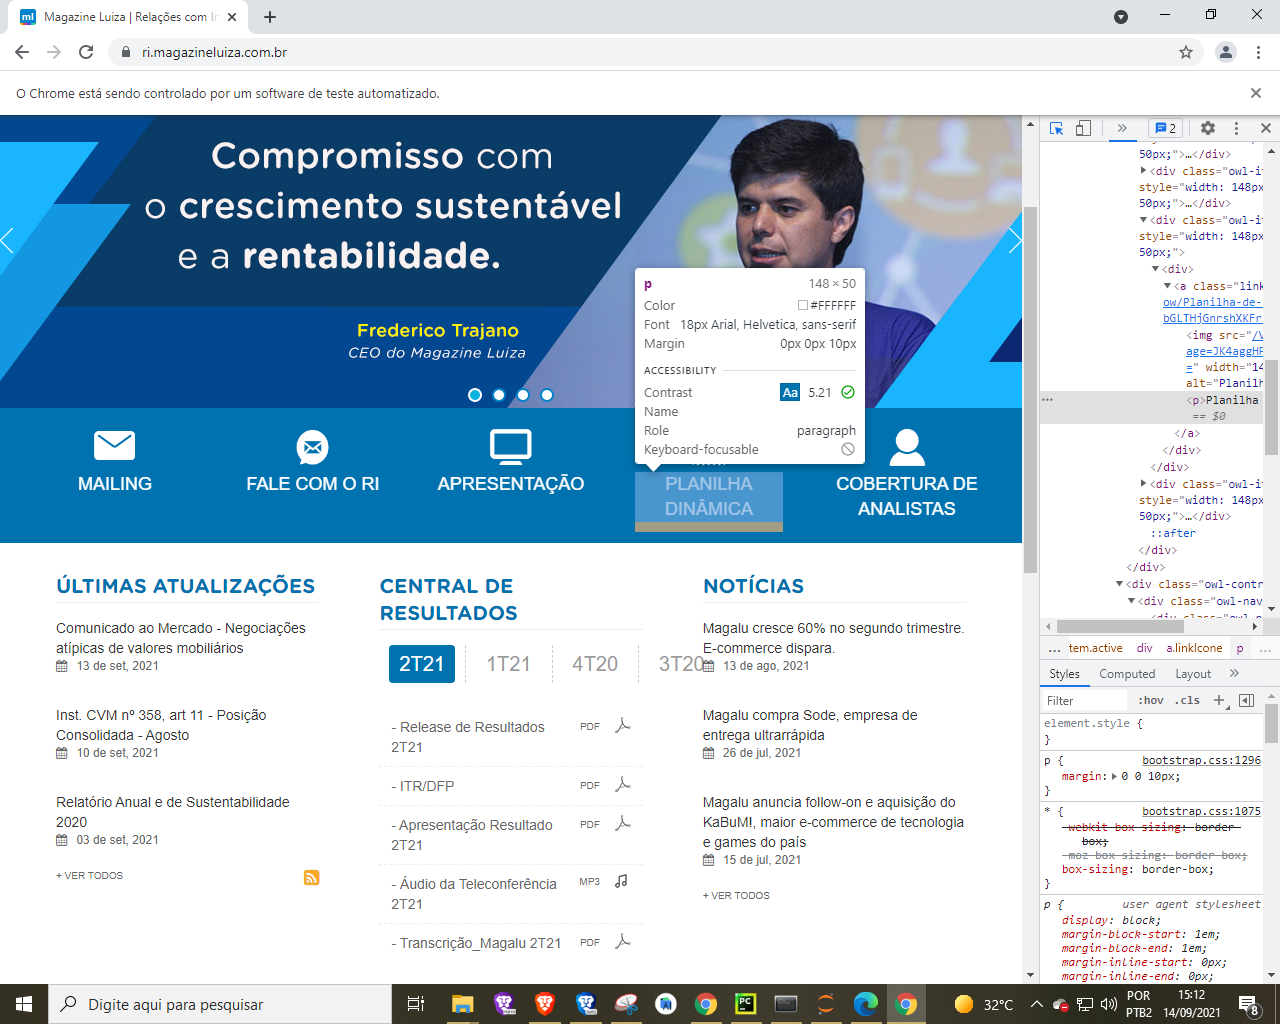 Magazine Luiza | Relações com In
ri.magazineluiza.com.br
O Chrome está sendo controlado por um software de teste automatizado.
Compromisso com
o crescimento sustentável
e a rentabilidade.
Frederico Trajano
CEO do Magazine Luiza
p 148 × 50
Color #FFFFFF
Font 18px Arial, Helvetica, sans-serif
Margin 0px 0px 10px
ACCESSIBILITY
Contrast Aa 5.21
Name
Role paragraph
Keyboard-focusable
MAILING
FALE COM O RI
APRESENTAÇÃO
PLANILHA
DINÂMICA
COBERTURA DE
ANALISTAS
ÚLTIMAS ATUALIZAÇÕES
Comunicado ao Mercado - Negociações
atípicas de valores mobiliários
13 de set, 2021
Inst. CVM nº 358, art 11 - Posição
Consolidada - Agosto
10 de set, 2021
Relatório Anual e de Sustentabilidade
2020
03 de set, 2021
+ VER TODOS
CENTRAL DE
RESULTADOS
2T21 1T21 4T20 3T20
- Release de Resultados PDF
2T21
- ITR/DFP PDF
- Apresentação Resultado PDF
2T21
- Áudio da Teleconferência MP3
2T21
- Transcrição_Magalu 2T21 PDF
NOTÍCIAS
Magalu cresce 60% no segundo trimestre.
E-commerce dispara.
13 de ago, 2021
Magalu compra Sode, empresa de
entrega ultrarrápida
26 de jul, 2021
Magalu anuncia follow-on e aquisição do
KaBuM!, maior e-commerce de tecnologia
e games do país
15 de jul, 2021
+ VER TODOS
2
style="width: 148px
50px;">…</div>
<div class="owl-it
style="width: 148px
50px;">…</div>
<div class="owl-it
style="width: 148px
50px;">
<div>
<a class="link
ow/Planilha-de-
bGLTHjGnrshXKFr
<img src="/V
age=JK4aggHF
=" width="14
alt="Planilh
<p>Planilha
== $0
</a>
</div>
</div>
<div class="owl-it
style="width: 148px
50px;">…</div>
::after
</div>
</div>
<div class="owl-contr
<div class="owl-nav
… tem.active div a.linkIcone p …
Styles Computed Layout
Filter :hov .cls
element.style {
}
p { bootstrap.css:1296
margin: 0 0 10px;
}
* { bootstrap.css:1075
-webkit-box-sizing: border-
box;
-moz-box-sizing: border-box;
box-sizing: border-box;
}
p { user agent stylesheet
display: block;
margin-block-start: 1em;
margin-block-end: 1em;
margin-inline-start: 0px;
margin-inline-end: 0px;
Digite aqui para pesquisar
32°C
POR
PTB2
15:12
14/09/2021
8